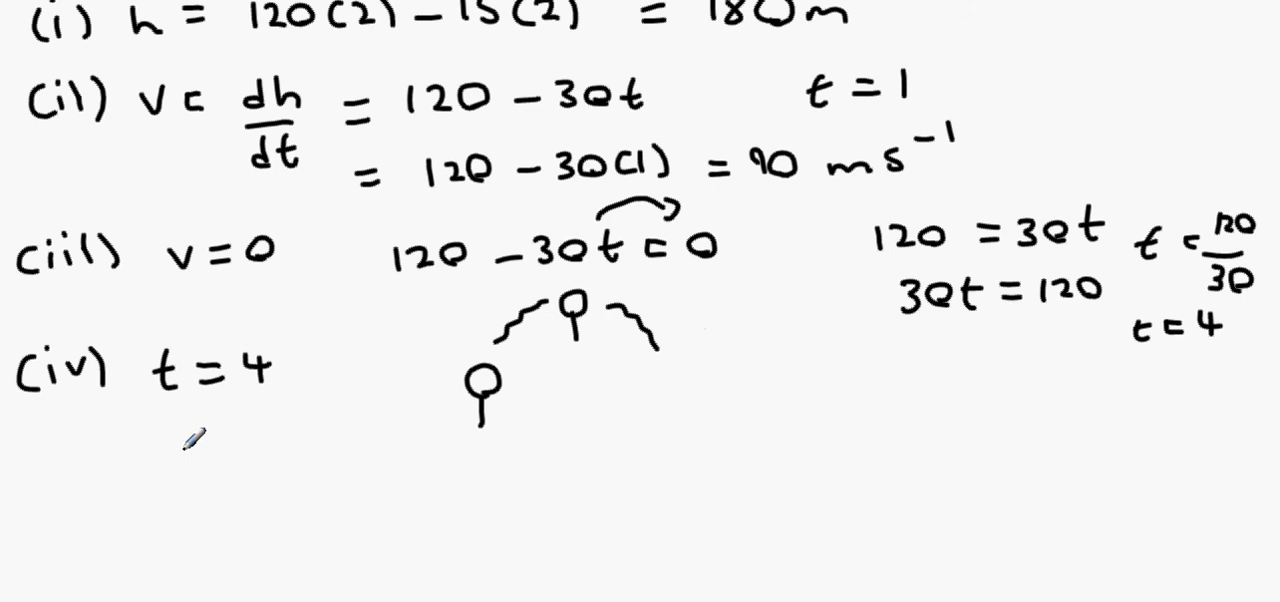 (i) h = 120(2) - 15(2) = 180m
(ii) v = dh/dt = 120 - 30t t = 1
= 120 - 30(1) = 90 ms⁻¹
(iii) v = 0 120 - 30t = 0 120 = 30t t = 120/30
30t = 120
t = 4
(iv) t = 4